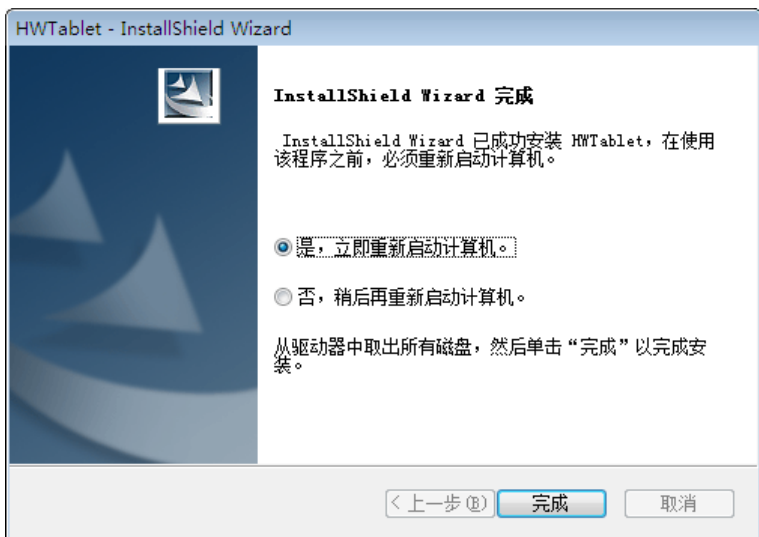 HWTablet - InstallShield Wizard
InstallShield Wizard 完成
InstallShield Wizard 已成功安装 HWTablet，在使用
该程序之前，必须重新启动计算机。
是，立即重新启动计算机。
否，稍后再重新启动计算机。
从驱动器中取出所有磁盘，然后单击“完成”以完成安
装。
< 上一步(B)
完成
取消